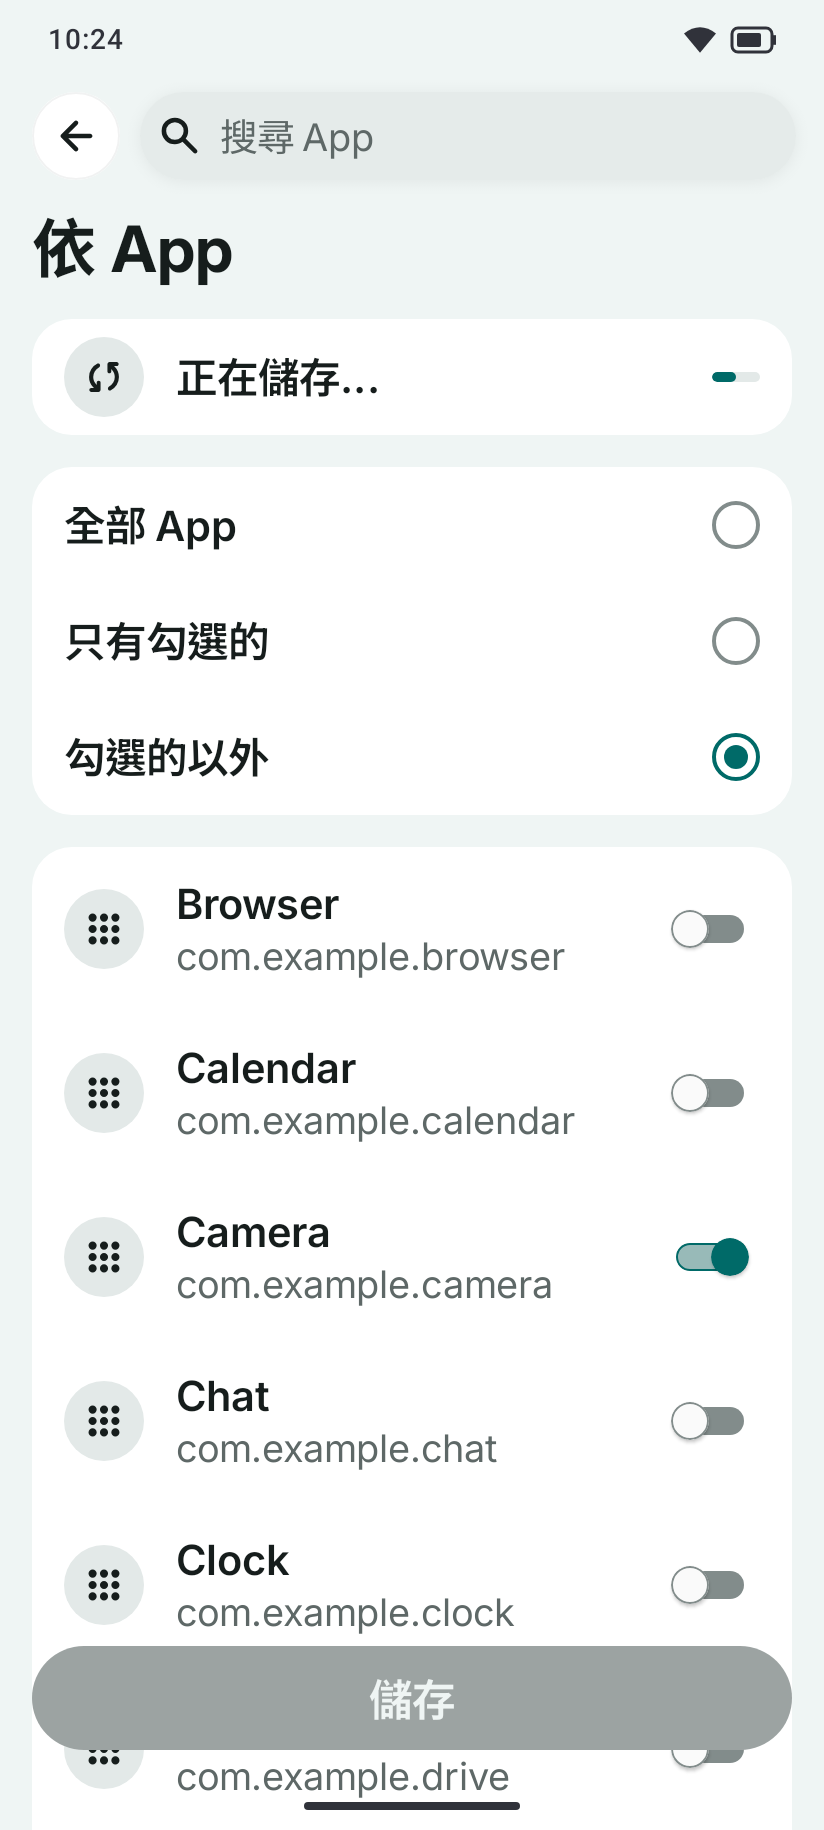 10:24
搜尋 App
依 App
正在儲存...
全部 App
只有勾選的
勾選的以外
Browser
com.example.browser
Calendar
com.example.calendar
Camera
com.example.camera
Chat
com.example.chat
Clock
com.example.clock
儲存
com.example.drive